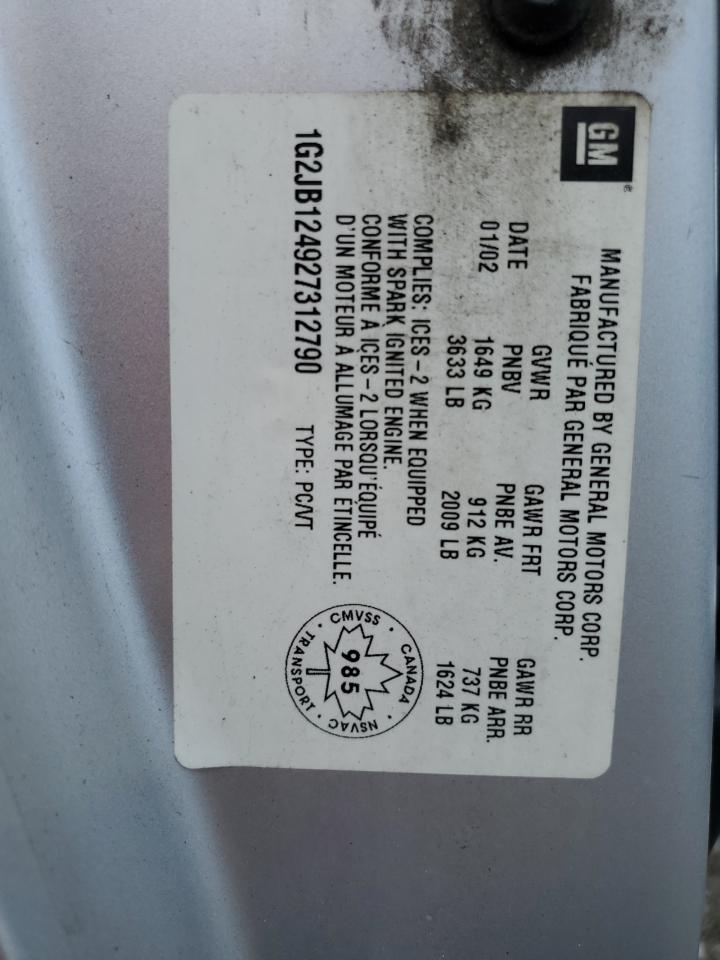 GM
MANUFACTURED BY GENERAL MOTORS CORP.
FABRIQUÉ PAR GENERAL MOTORS CORP.
DATE GVWR GAWR FRT GAWR RR
01/02 PNBV PNBE AV. PNBE ARR.
1649 KG 912 KG 737 KG
3633 LB 2009 LB 1624 LB
COMPLIES: ICES-2 WHEN EQUIPPED
WITH SPARK IGNITED ENGINE.
CONFORME À ICES-2 LORSQU'ÉQUIPÉ
D'UN MOTEUR À ALLUMAGE PAR ÉTINCELLE.
1G2JB124927312790 TYPE: PC/VT
CMVSS · CANADA · NSVAC · TRANSPORT ·
985